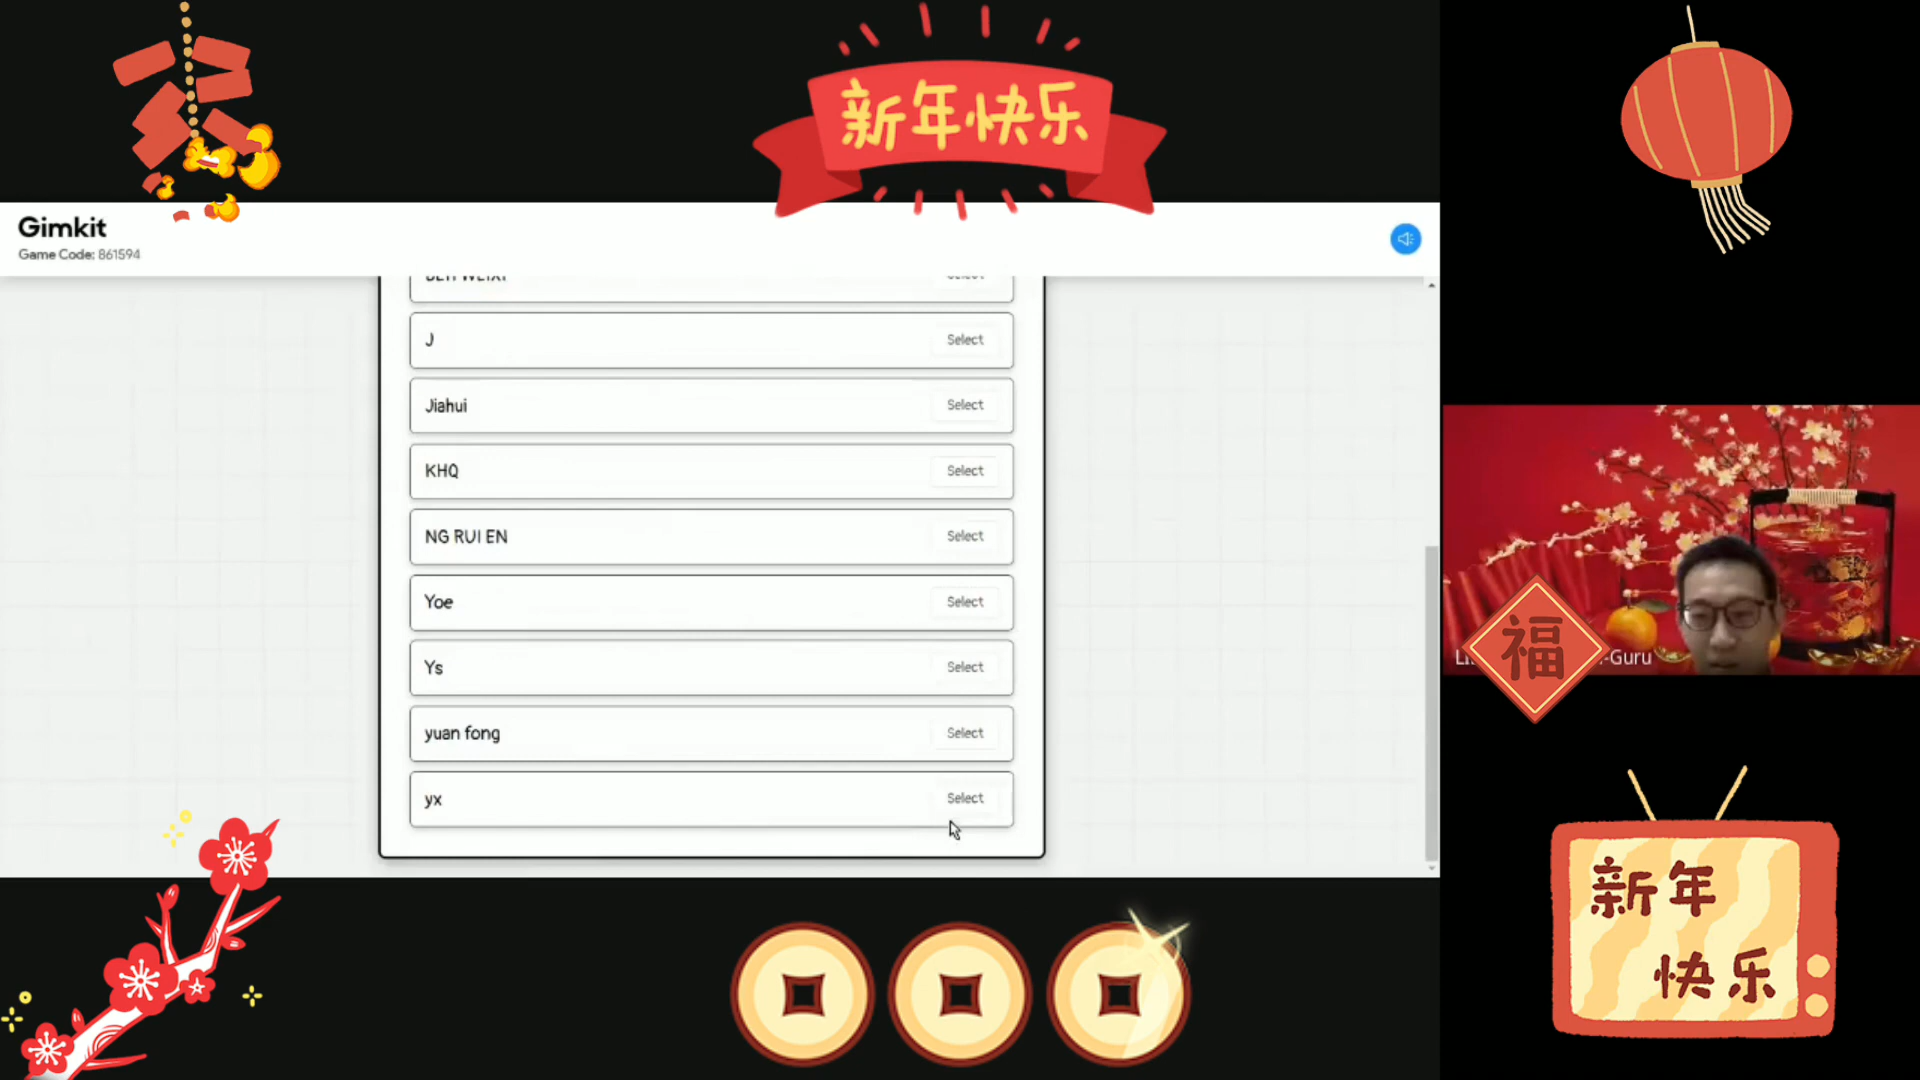 新年快乐
Gimkit
Game Code: 861594
J
Select
Jiahui
Select
KHQ
Select
NG RUI EN
Select
Yoe
Select
Ys
Select
yuan fong
Select
yx
Select
福
-Guru
新年
快乐